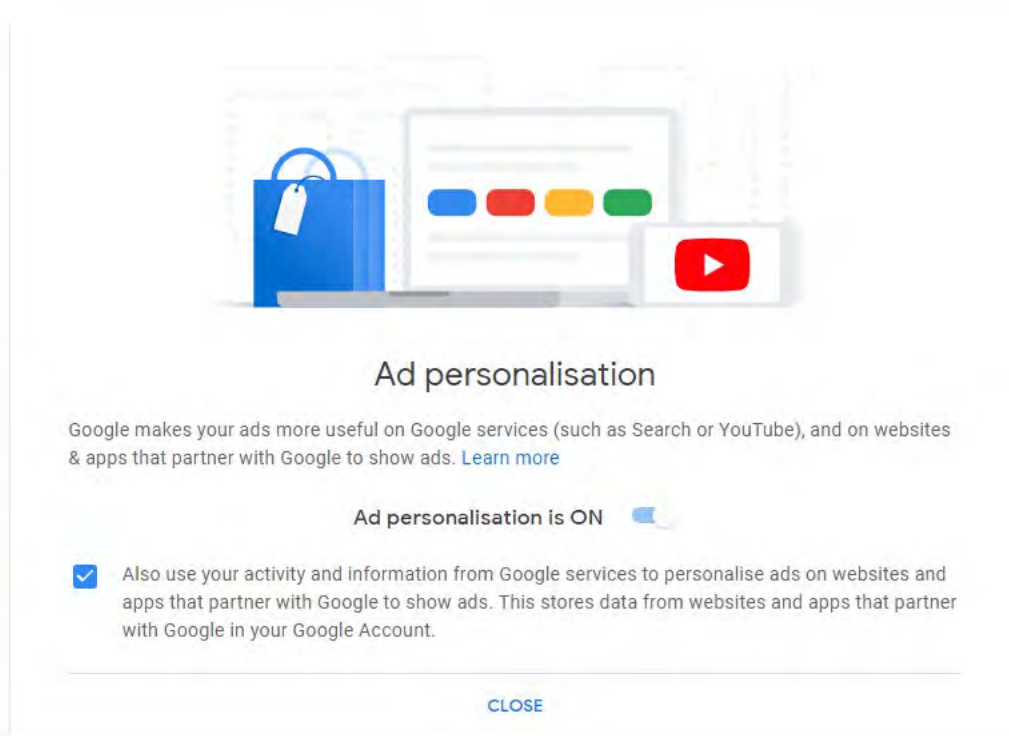 Ad personalisation
Google makes your ads more useful on Google services (such as Search or YouTube), and on websites
& apps that partner with Google to show ads. Learn more
Ad personalisation is ON
Also use your activity and information from Google services to personalise ads on websites and
apps that partner with Google to show ads. This stores data from websites and apps that partner
with Google in your Google Account.
CLOSE